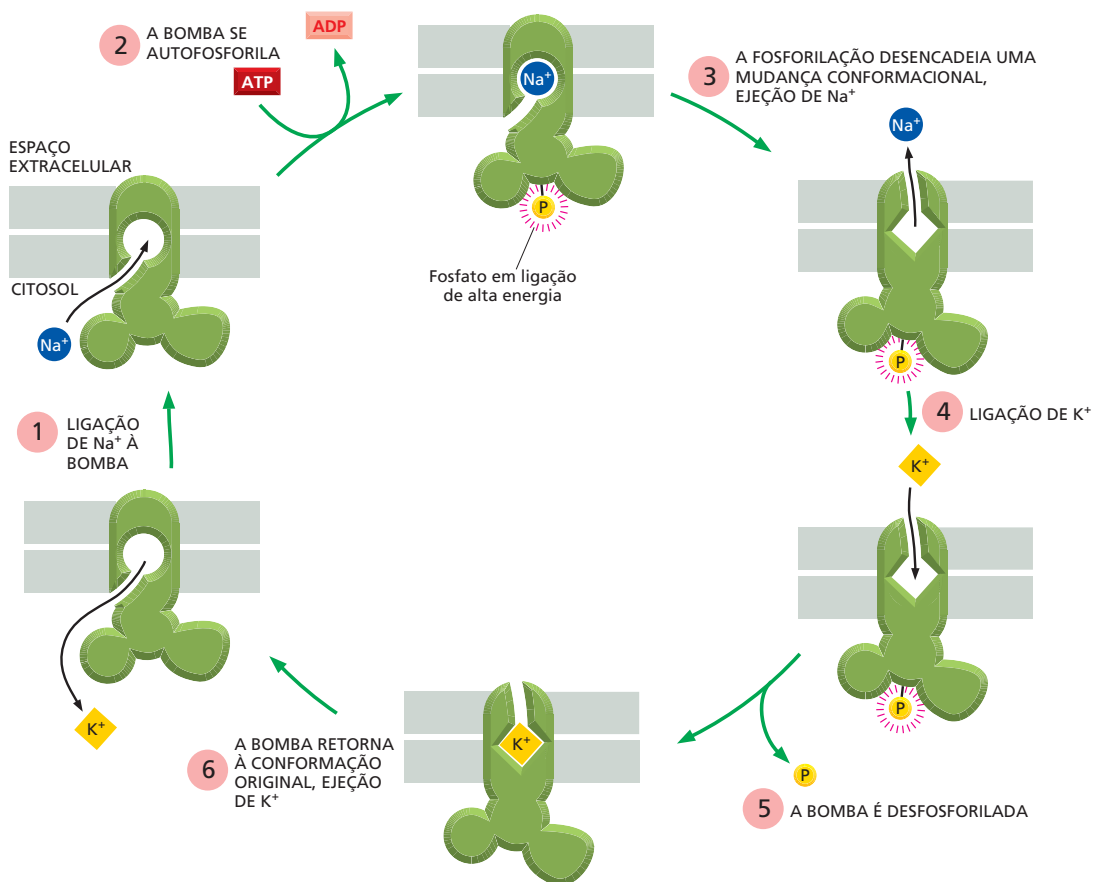 2
A BOMBA SE
AUTOFOSFORILA
ATP
ADP
Na⁺
P
Fosfato em ligação
de alta energia
3
A FOSFORILAÇÃO DESENCADEIA UMA
MUDANÇA CONFORMACIONAL,
EJEÇÃO DE Na⁺
Na⁺
P
ESPAÇO
EXTRACELULAR
CITOSOL
Na⁺
1
LIGAÇÃO
DE Na⁺ À
BOMBA
4
LIGAÇÃO DE K⁺
K⁺
P
P
5
A BOMBA É DESFOSFORILADA
K⁺
6
A BOMBA RETORNA
À CONFORMAÇÃO
ORIGINAL, EJEÇÃO
DE K⁺
K⁺